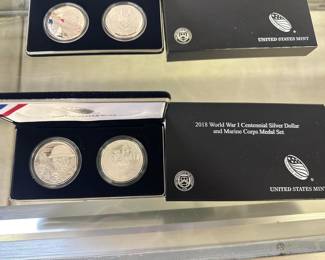 UNITED STATES MINT
2018 World War I Centennial Silver Dollar
and Marine Corps Medal Set
UNITED STATES MINT